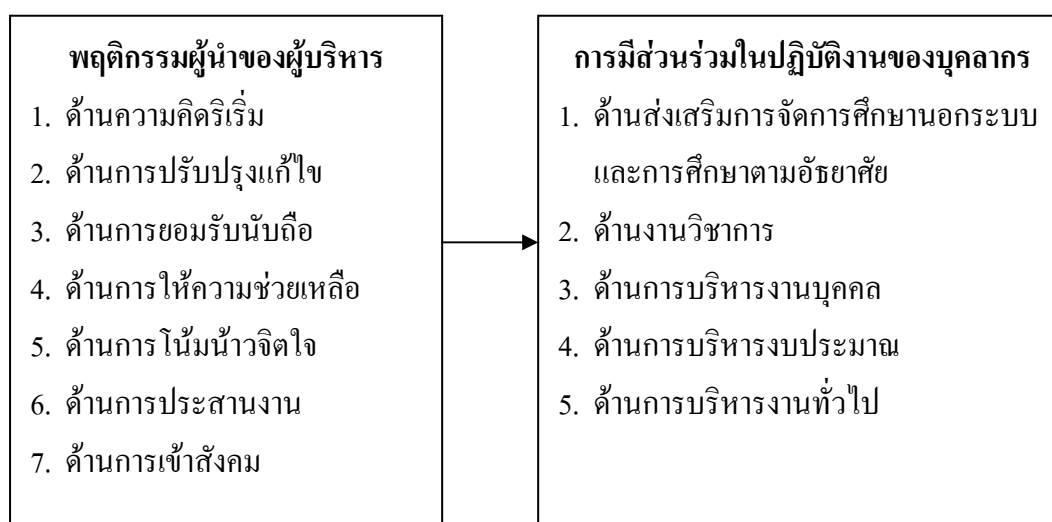 พฤติกรรมผู้นำของผู้บริหาร
1. ด้านความคิดริเริ่ม
2. ด้านการปรับปรุงแก้ไข
3. ด้านการยอมรับนับถือ
4. ด้านการให้ความช่วยเหลือ
5. ด้านการโน้มน้าวจิตใจ
6. ด้านการประสานงาน
7. ด้านการเข้าสังคม
การมีส่วนร่วมในปฏิบัติงานของบุคลากร
1. ด้านส่งเสริมการจัดการศึกษานอกระบบ
และการศึกษาตามอัธยาศัย
2. ด้านงานวิชาการ
3. ด้านการบริหารงานบุคคล
4. ด้านการบริหารงบประมาณ
5. ด้านการบริหารงานทั่วไป